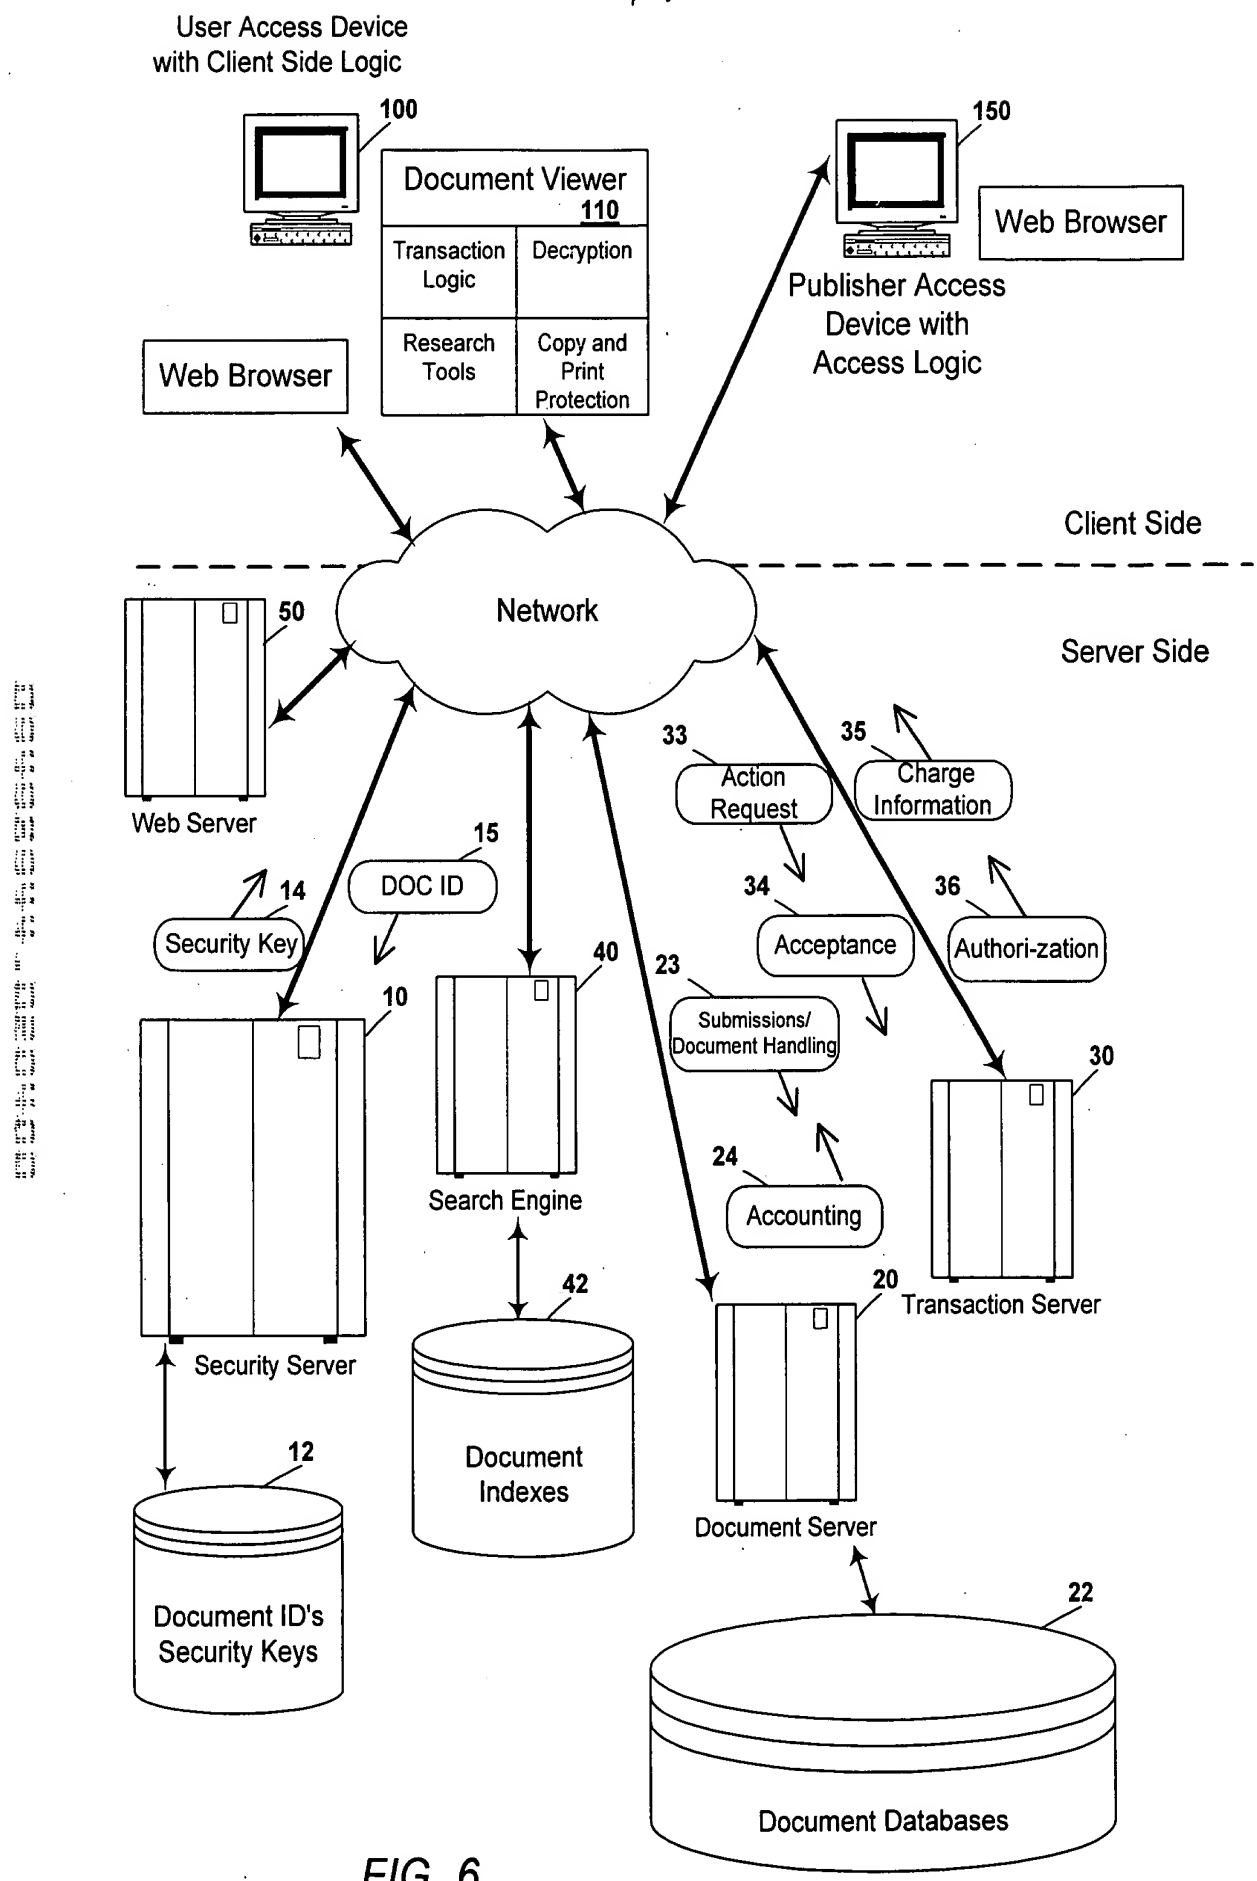 User Access Device
with Client Side Logic
100
150
Document Viewer
110
Transaction
Logic
Decryption
Research
Tools
Copy and
Print
Protection
Web Browser
Web Browser
Publisher Access
Device with
Access Logic
Client Side
Network
Server Side
50
Web Server
33
Action
Request
35
Charge
Information
15
DOC ID
14
Security Key
34
Acceptance
36
Authori-zation
10
40
23
Submissions/
Document Handling
30
24
Accounting
Search Engine
42
20
Transaction Server
Security Server
Document
Indexes
12
Document Server
Document ID's
Security Keys
22
Document Databases
FIG. 6